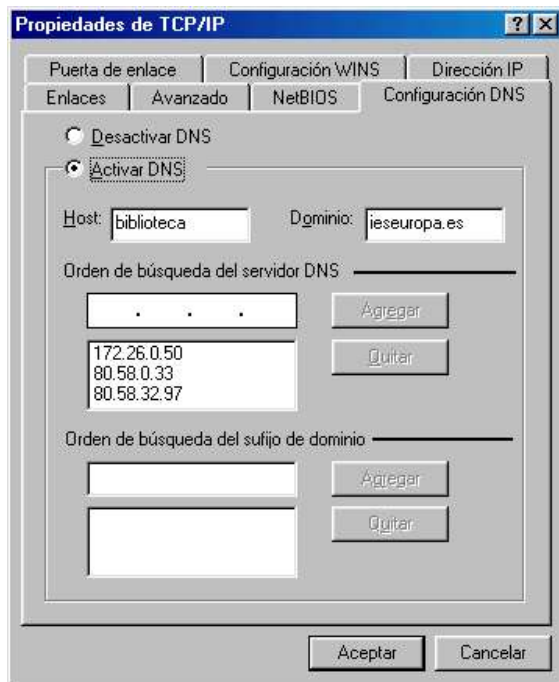 Propiedades de TCP/IP
Puerta de enlace Configuración WINS Dirección IP
Enlaces Avanzado NetBIOS Configuración DNS
Desactivar DNS
Activar DNS
Host: biblioteca Dominio: ieseuropa.es
Orden de búsqueda del servidor DNS
. . . Agregar
172.26.0.50 Quitar
80.58.0.33
80.58.32.97
Orden de búsqueda del sufijo de dominio
Agregar
Quitar
Aceptar Cancelar